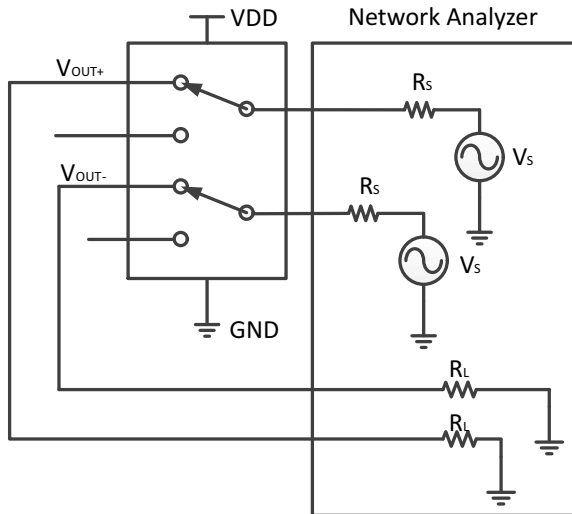 Network Analyzer
VDD
VOUT+
RS
VS
VOUT-
RS
VS
GND
RL
RL